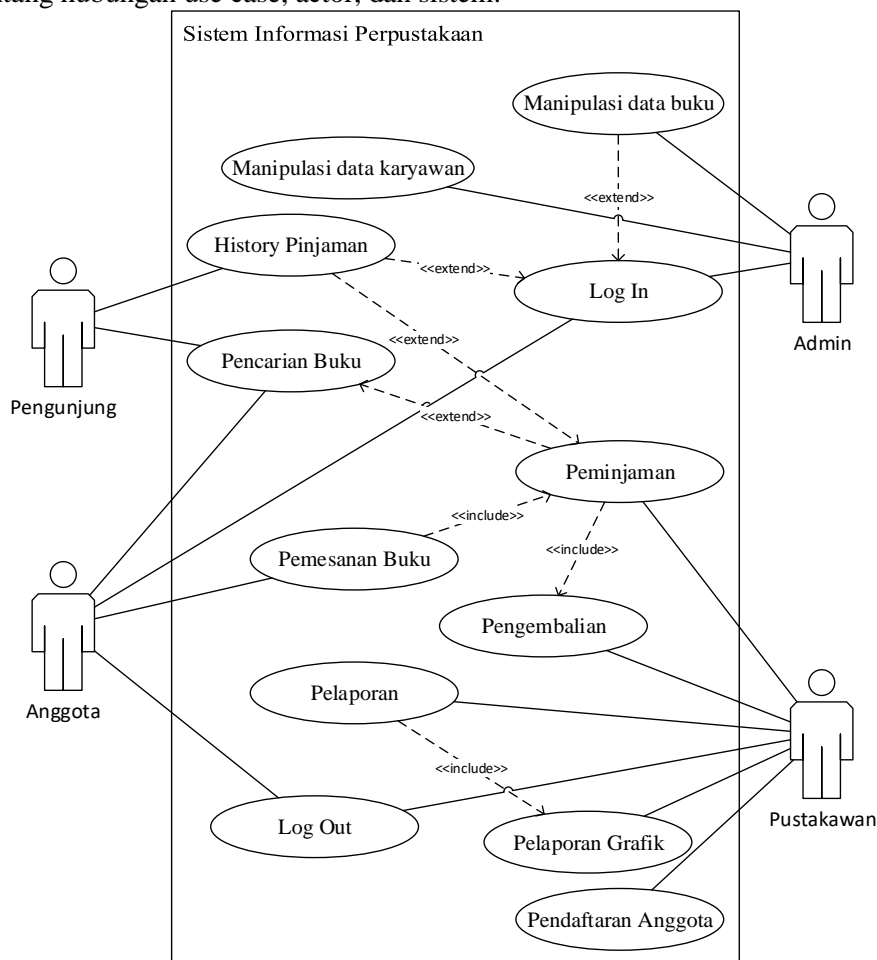 tang hubungan use case, actor, dan sistem.
Sistem Informasi Perpustakaan
Manipulasi data buku
Manipulasi data karyawan
<<extend>>
History Pinjaman
<<extend>>
Log In
Admin
<<extend>>
Pencarian Buku
Pengunjung
<<extend>>
Peminjaman
<<include>>
Pemesanan Buku
<<include>>
Pengembalian
Anggota
Pelaporan
<<include>>
Log Out
Pelaporan Grafik
Pustakawan
Pendaftaran Anggota